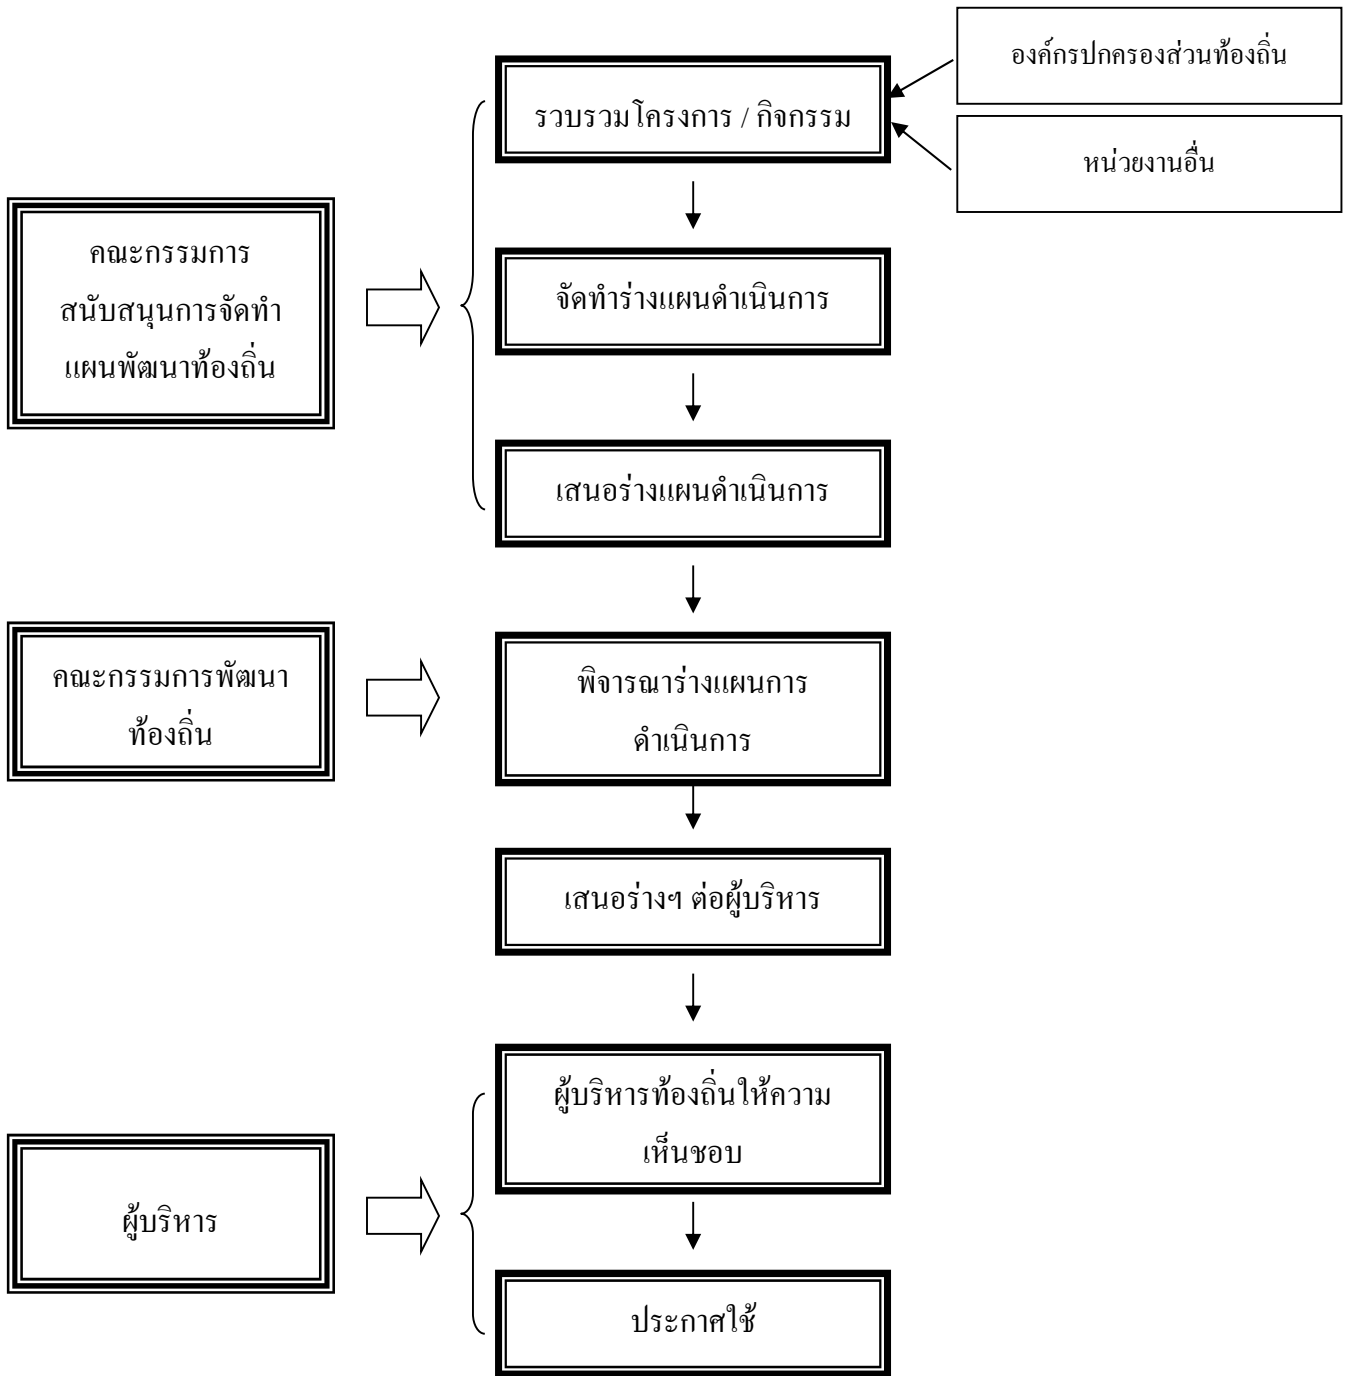 องค์กรปกครองส่วนท้องถิ่น
รวบรวมโครงการ / กิจกรรม
หน่วยงานอื่น
คณะกรรมการ
สนับสนุนการจัดทำ
แผนพัฒนาท้องถิ่น
จัดทำร่างแผนดำเนินการ
เสนอร่างแผนดำเนินการ
คณะกรรมการพัฒนา
ท้องถิ่น
พิจารณาร่างแผนการ
ดำเนินการ
เสนอร่างฯ ต่อผู้บริหาร
ผู้บริหารท้องถิ่นให้ความ
เห็นชอบ
ผู้บริหาร
ประกาศใช้